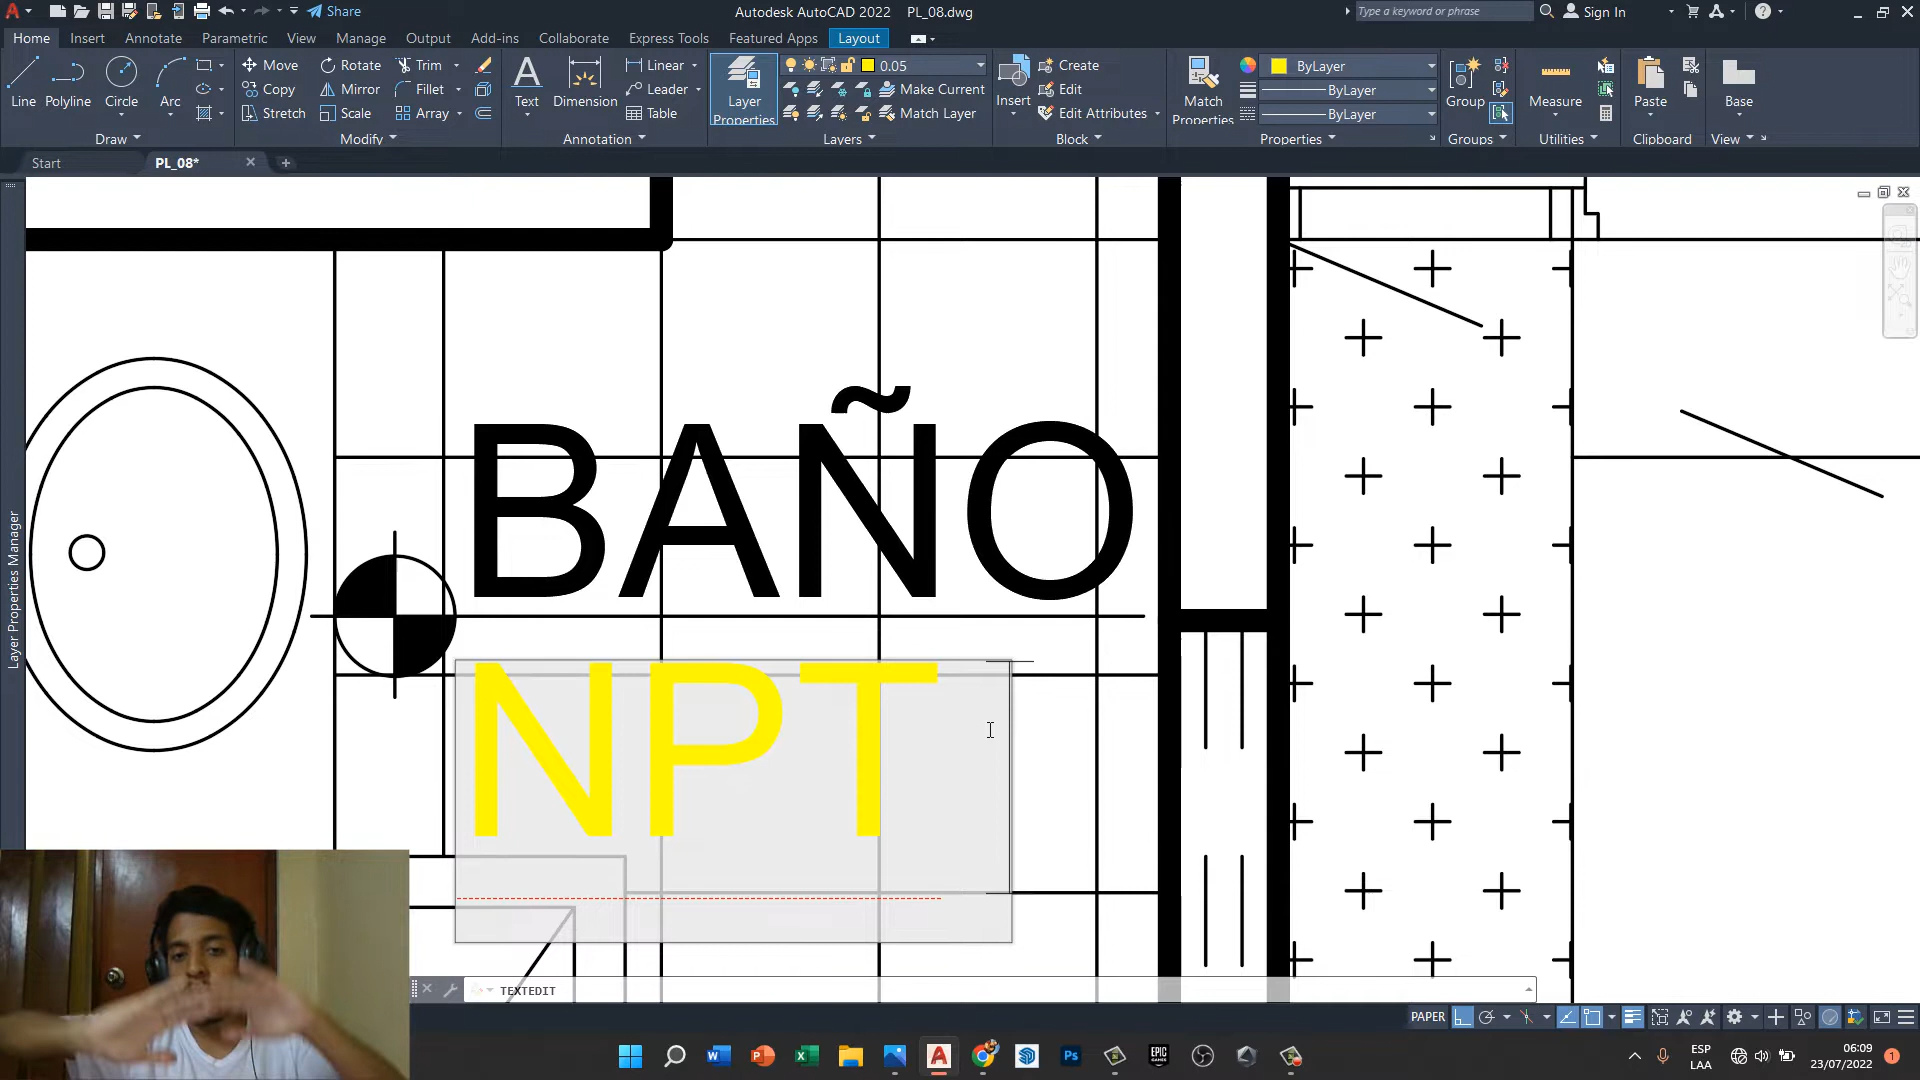 Share
Autodesk AutoCAD 2022 PL_08.dwg
Type a keyword or phrase
Sign In
Home Insert Annotate Parametric View Manage Output Add-ins Collaborate Express Tools Featured Apps Layout
Line Polyline Circle Arc
Move Rotate Trim
Copy Mirror Fillet
Stretch Scale Array
Text Dimension
Linear
Leader
Table
Layer Properties
0.05
Make Current
Match Layer
Insert
Create
Edit
Edit Attributes
Match Properties
ByLayer
ByLayer
ByLayer
Group Measure Paste Base
Draw Modify Annotation Layers Block Properties Groups Utilities Clipboard View
Start PL_08*
Layer Properties Manager
BAÑO
NPT
TEXTEDIT
PAPER
ESP
LAA
06:09
23/07/2022
1